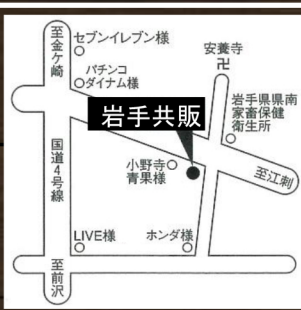 至金ケ崎
セブンイレブン様
パチンコ
ダイナム様
安養寺
卍
岩手共販
岩手県県南
家畜保健
衛生所
国道4号線
小野寺
青果様
至江刺
LIVE様
ホンダ様
至前沢